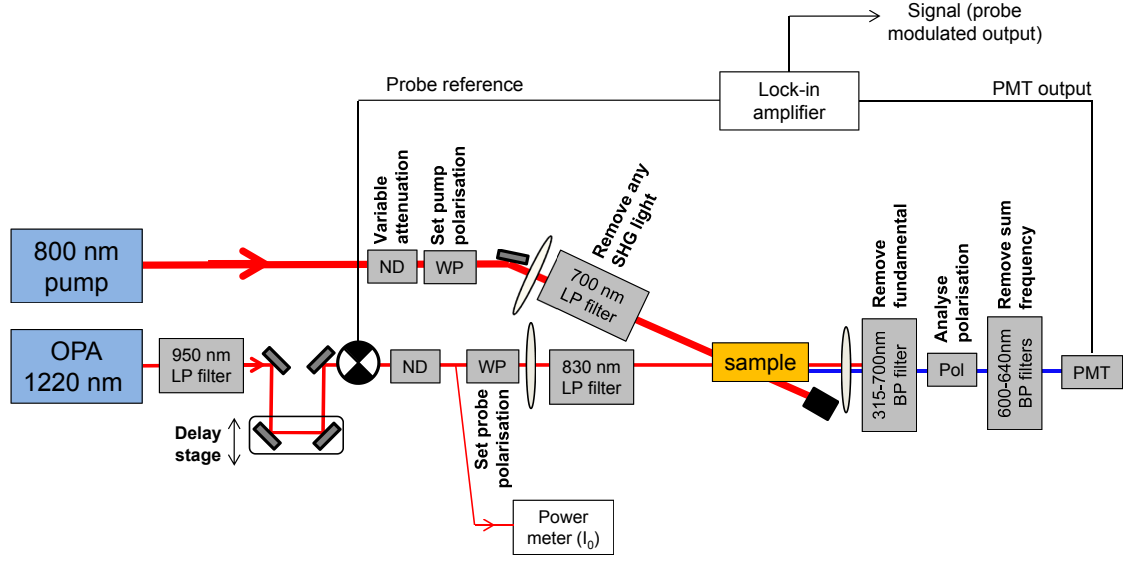 Signal (probe
modulated output)
Probe reference
Lock-in
amplifier
PMT output
Variable
attenuation
Set pump
polarisation
Remove any
SHG light
800 nm
pump
ND
WP
700 nm
LP filter
Remove
fundamental
Analyse
polarisation
Remove sum
frequency
OPA
1220 nm
950 nm
LP filter
ND
WP
830 nm
LP filter
sample
315-700nm
BP filter
Pol
600-640nm
BP filters
PMT
Delay
stage
Set probe
polarisation
Power
meter (I₀)